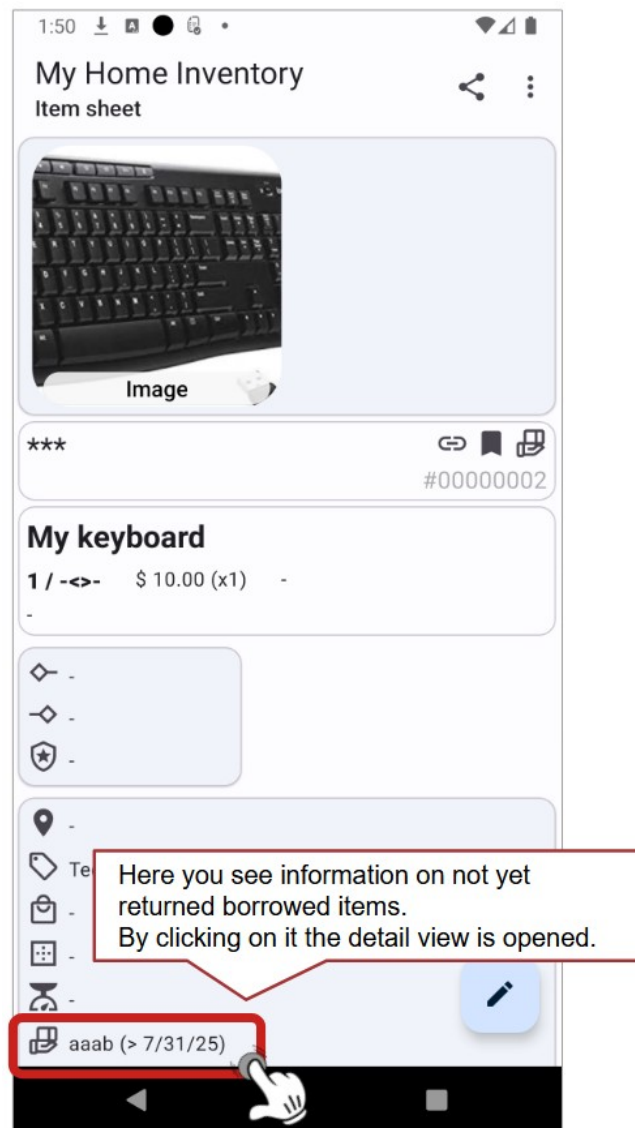 1:50
My Home Inventory
Item sheet
Image
***
#00000002
My keyboard
1 / -<>- $ 10.00 (x1) -
-
-
-
-
-
Here you see information on not yet
returned borrowed items.
By clicking on it the detail view is opened.
-
-
-
aaab (> 7/31/25)